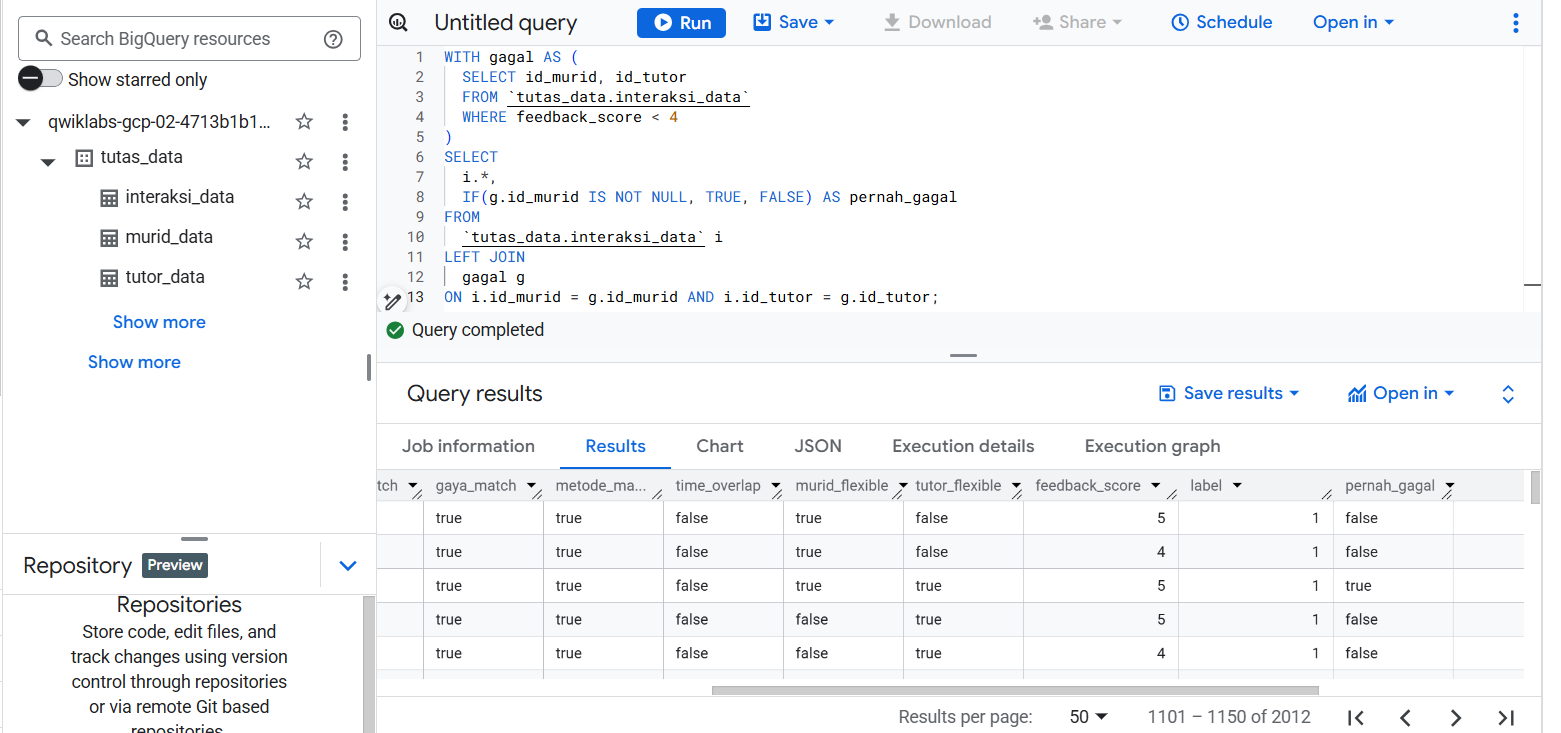 Search BigQuery resources
Show starred only
qwiklabs-gcp-02-4713b1b1...
tutas_data
interaksi_data
murid_data
tutor_data
Show more
Show more
Repository Preview
Repositories
Store code, edit files, and
track changes using version
control through repositories
or via remote Git based
repositories
Untitled query Run Save Download Share Schedule Open in
1 WITH gagal AS (
2 SELECT id_murid, id_tutor
3 FROM `tutas_data.interaksi_data`
4 WHERE feedback_score < 4
5 )
6 SELECT
7 i.*,
8 IF(g.id_murid IS NOT NULL, TRUE, FALSE) AS pernah_gagal
9 FROM
10 `tutas_data.interaksi_data` i
11 LEFT JOIN
12 gagal g
13 ON i.id_murid = g.id_murid AND i.id_tutor = g.id_tutor;
Query completed
Query results Save results Open in
Job information Results Chart JSON Execution details Execution graph
tch gaya_match metode_ma... time_overlap murid_flexible tutor_flexible feedback_score label pernah_gagal
true true false true false 5 1 false
true true false true false 4 1 false
true true false true true 5 1 true
true true false false true 5 1 false
true true false false true 4 1 false
Results per page: 50 1101 – 1150 of 2012